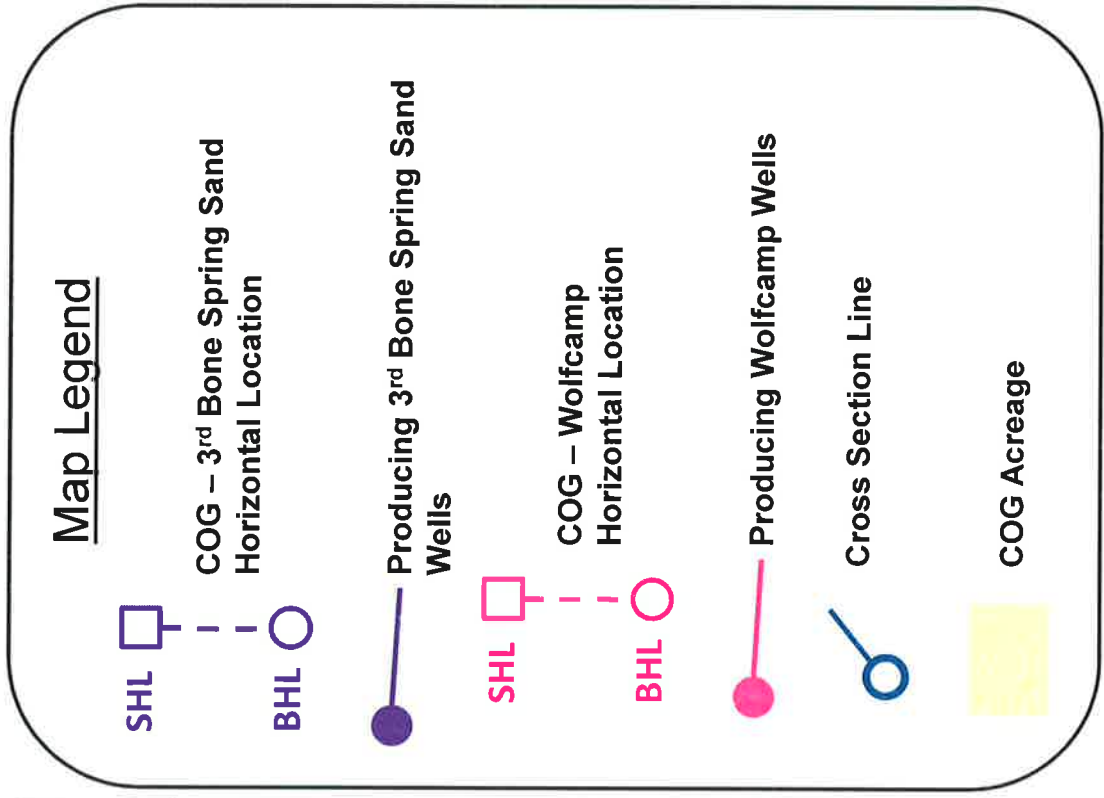 Map Legend
SHL
BHL
COG – 3rd Bone Spring Sand
Horizontal Location
Producing 3rd Bone Spring Sand
Wells
SHL
BHL
COG – Wolfcamp
Horizontal Location
Producing Wolfcamp Wells
Cross Section Line
COG Acreage